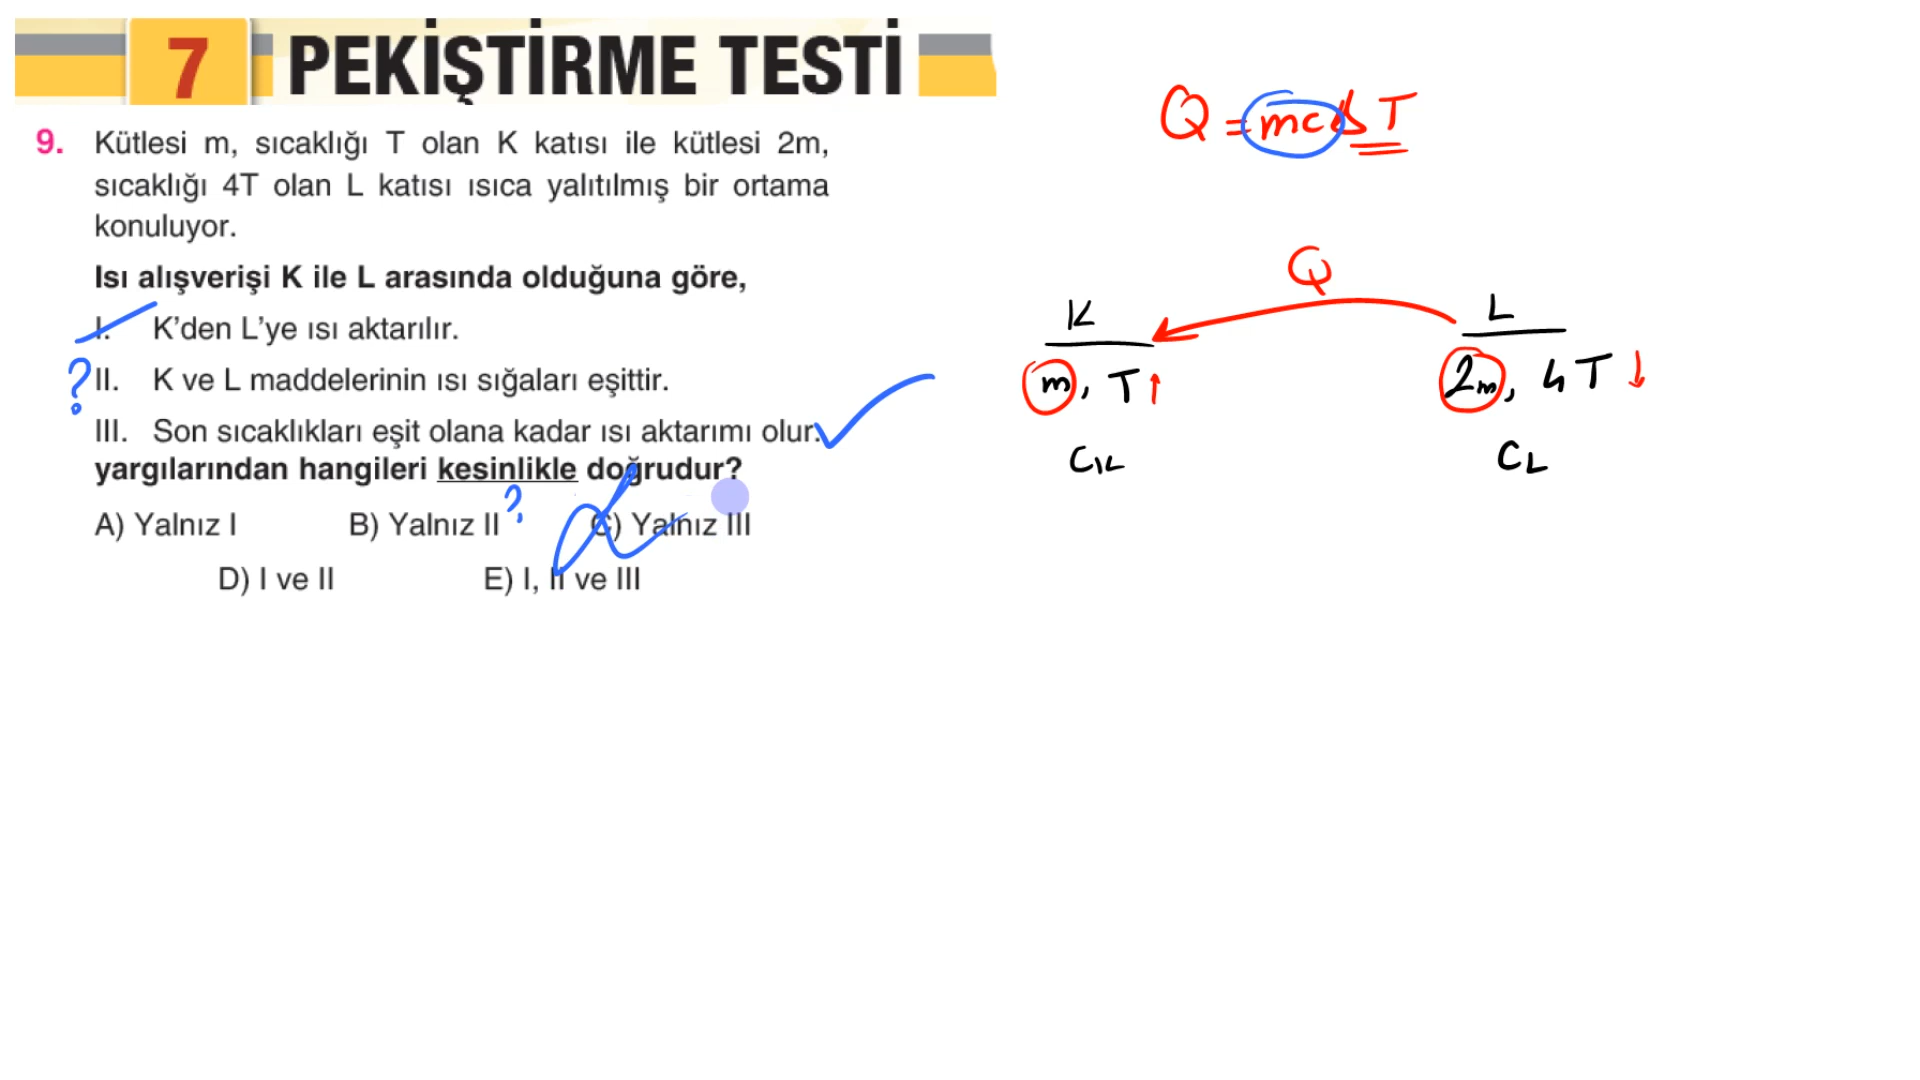 7 PEKİŞTİRME TESTİ
9. Kütlesi m, sıcaklığı T olan K katısı ile kütlesi 2m,
sıcaklığı 4T olan L katısı ısıca yalıtılmış bir ortama
konuluyor.
Isı alışverişi K ile L arasında olduğuna göre,
I. K'den L'ye ısı aktarılır.
? II. K ve L maddelerinin ısı sığaları eşittir.
III. Son sıcaklıkları eşit olana kadar ısı aktarımı olur.
yargılarından hangileri kesinlikle doğrudur?
A) Yalnız I B) Yalnız II ? C) Yalnız III
D) I ve II E) I, II ve III
Q = mcΔT
Q
K L
m, T↑ 2m, 4T↓
CK CL